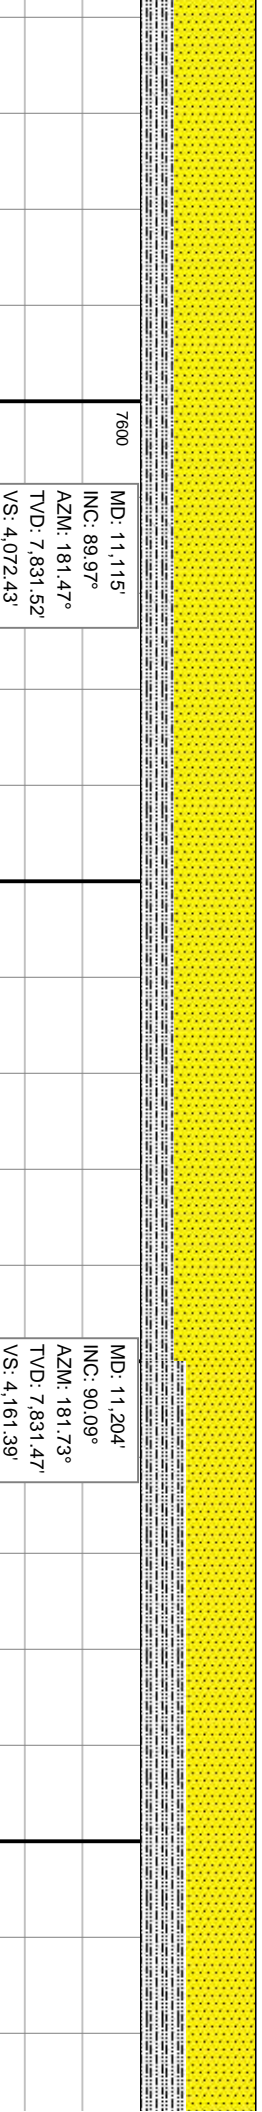 7600
MD: 11,115'
INC: 89.97°
AZM: 181.47°
TVD: 7,831.52'
VS: 4,072.43'
MD: 11,204'
INC: 90.09°
AZM: 181.73°
TVD: 7,831.47'
VS: 4,161.39'